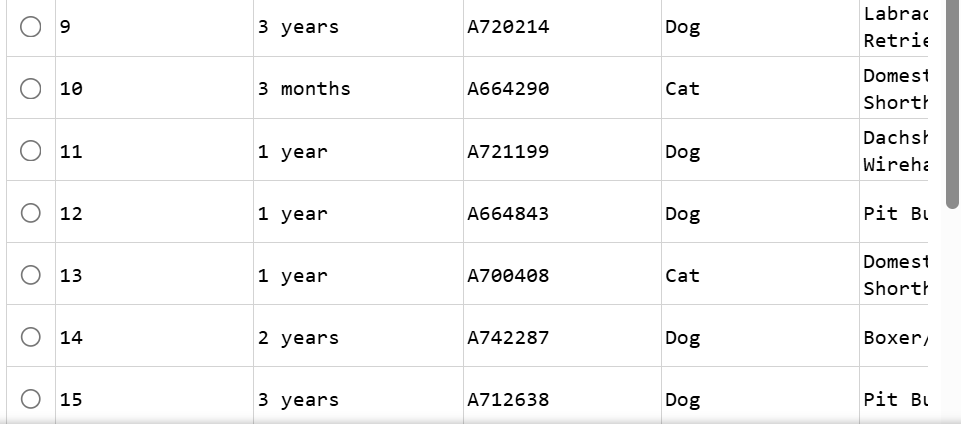 9 3 years A720214 Dog Labrac
Retrie
10 3 months A664290 Cat Domest
Shorth
11 1 year A721199 Dog Dachsh
Wireha
12 1 year A664843 Dog Pit Bu
13 1 year A700408 Cat Domest
Shorth
14 2 years A742287 Dog Boxer/
15 3 years A712638 Dog Pit Bu